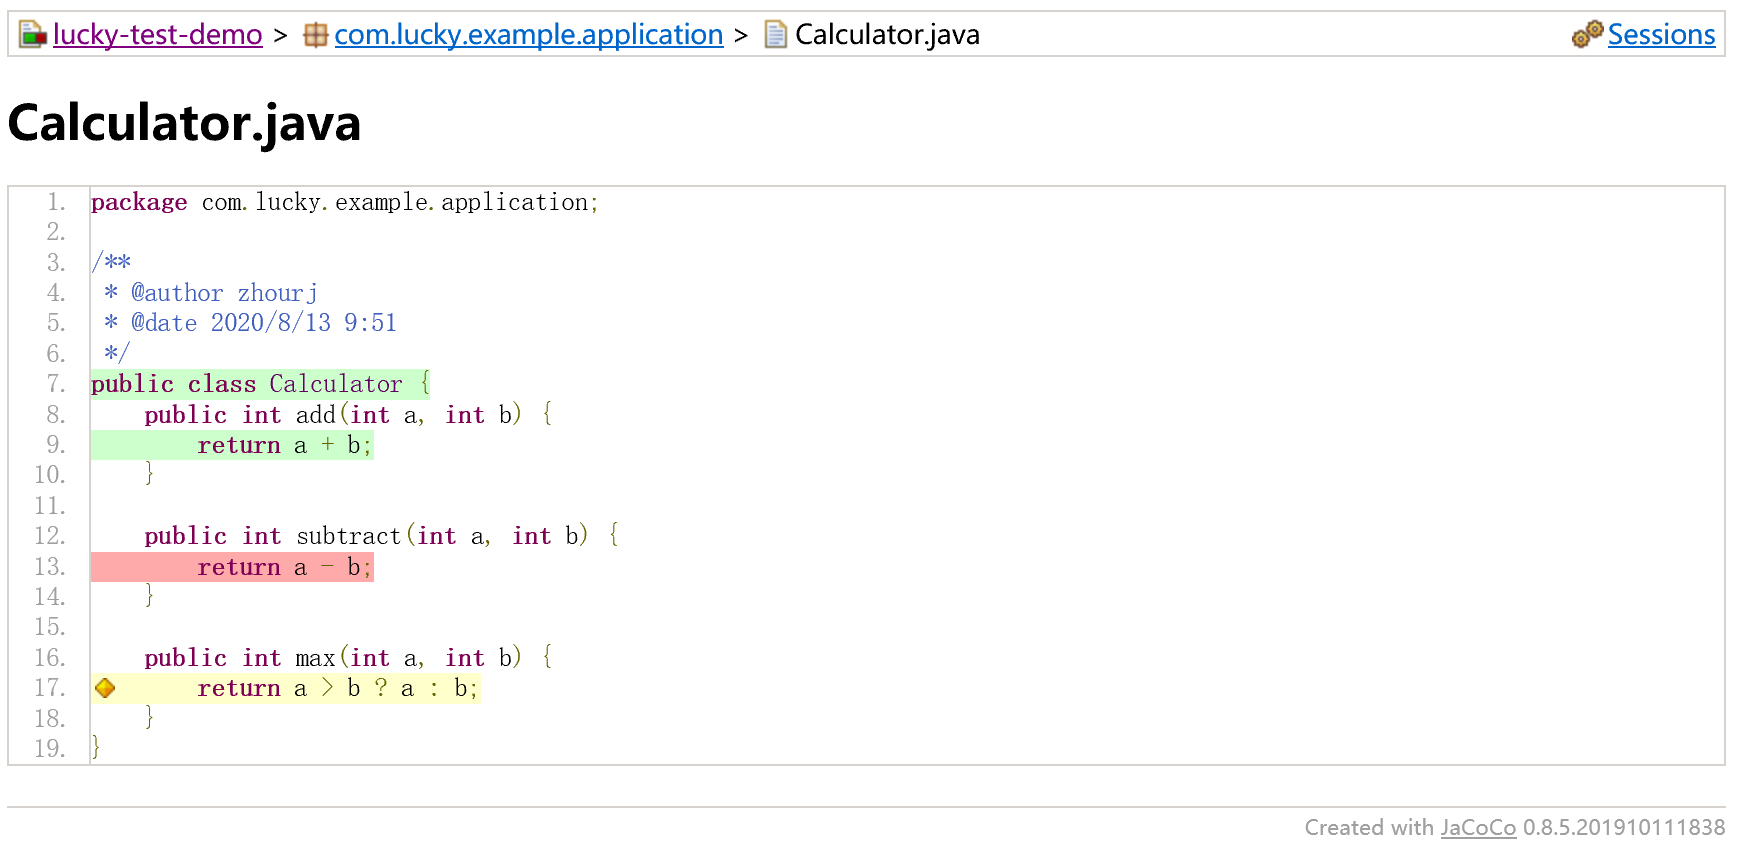 lucky-test-demo > com.lucky.example.application > Calculator.java Sessions
Calculator.java
1. package com.lucky.example.application;
2.
3. /**
4.  * @author zhourj
5.  * @date 2020/8/13 9:51
6.  */
7. public class Calculator {
8.     public int add(int a, int b) {
9.         return a + b;
10.     }
11.
12.     public int subtract(int a, int b) {
13.         return a - b;
14.     }
15.
16.     public int max(int a, int b) {
17.         return a > b ? a : b;
18.     }
19. }
Created with JaCoCo 0.8.5.201910111838